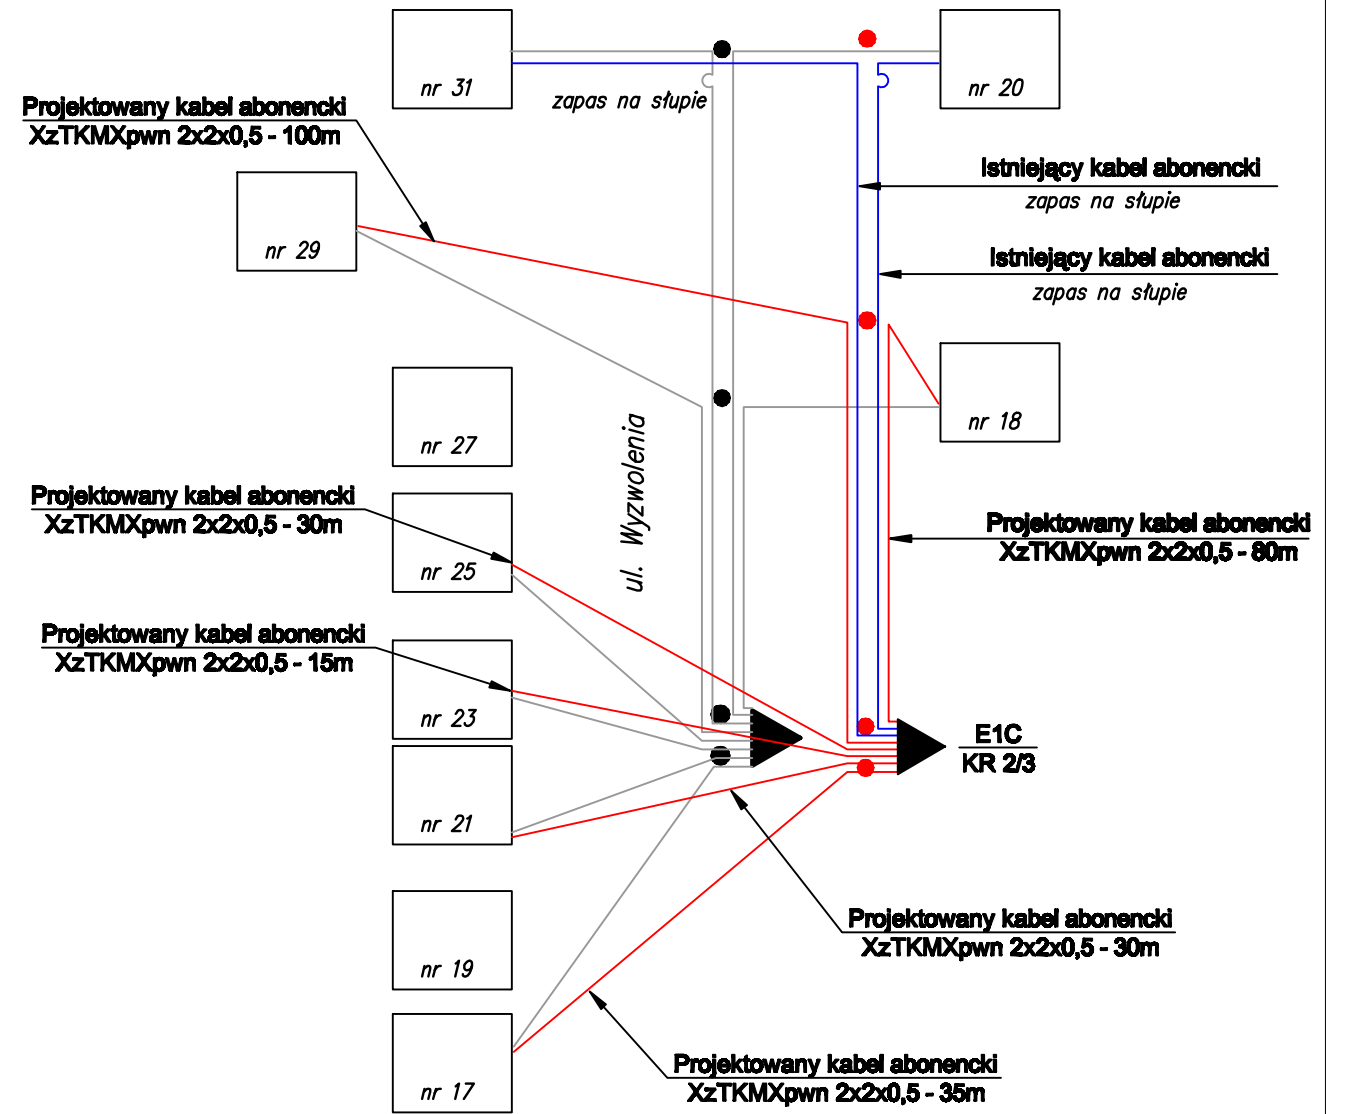 nr 31
nr 20
zapas na słupie
Projektowany kabel abonencki
XzTKMXpwn 2x2x0,5 - 100m
Istniejący kabel abonencki
zapas na słupie
nr 29
Istniejący kabel abonencki
zapas na słupie
nr 18
nr 27
ul. Wyzwolenia
Projektowany kabel abonencki
XzTKMXpwn 2x2x0,5 - 30m
nr 25
Projektowany kabel abonencki
XzTKMXpwn 2x2x0,5 - 80m
Projektowany kabel abonencki
XzTKMXpwn 2x2x0,5 - 15m
nr 23
E1C
KR 2/3
nr 21
Projektowany kabel abonencki
XzTKMXpwn 2x2x0,5 - 30m
nr 19
Projektowany kabel abonencki
XzTKMXpwn 2x2x0,5 - 35m
nr 17